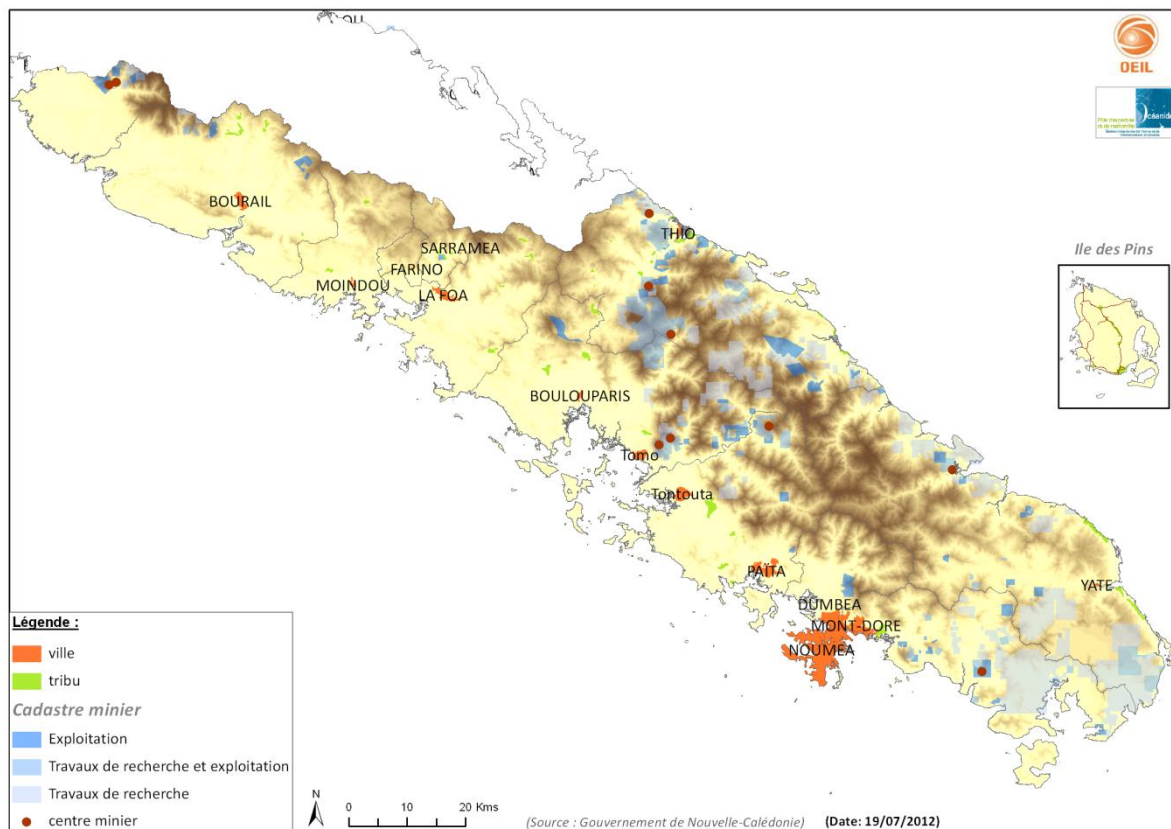 OEIL
Océanide
BOURAIL
THIO
SARRAMEA
FARINO
MOINDOU
LA FOA
Ile des Pins
BOULOUPARIS
Tomo
Tontouta
PAÏTA
YATE
DUMBEA
MONT-DORE
NOUMEA
Légende :
ville
tribu
Cadastre minier
Exploitation
Travaux de recherche et exploitation
Travaux de recherche
centre minier
N
0 10 20 Kms
(Source : Gouvernement de Nouvelle-Calédonie) (Date: 19/07/2012)